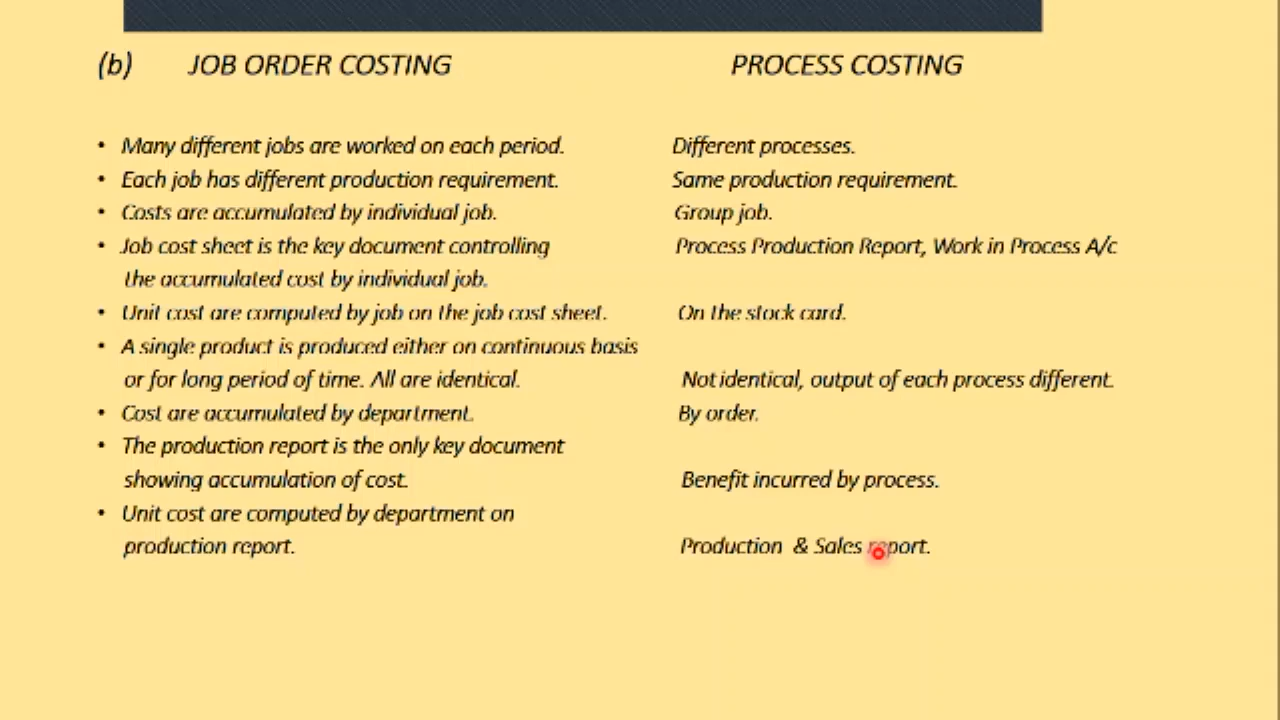 (b) JOB ORDER COSTING PROCESS COSTING
• Many different jobs are worked on each period. Different processes.
• Each job has different production requirement. Same production requirement.
• Costs are accumulated by individual job. Group job.
• Job cost sheet is the key document controlling Process Production Report, Work in Process A/c
the accumulated cost by individual job.
• Unit cost are computed by job on the job cost sheet. On the stock card.
• A single product is produced either on continuous basis
or for long period of time. All are identical. Not identical, output of each process different.
• Cost are accumulated by department. By order.
• The production report is the only key document
showing accumulation of cost. Benefit incurred by process.
• Unit cost are computed by department on
production report. Production & Sales report.